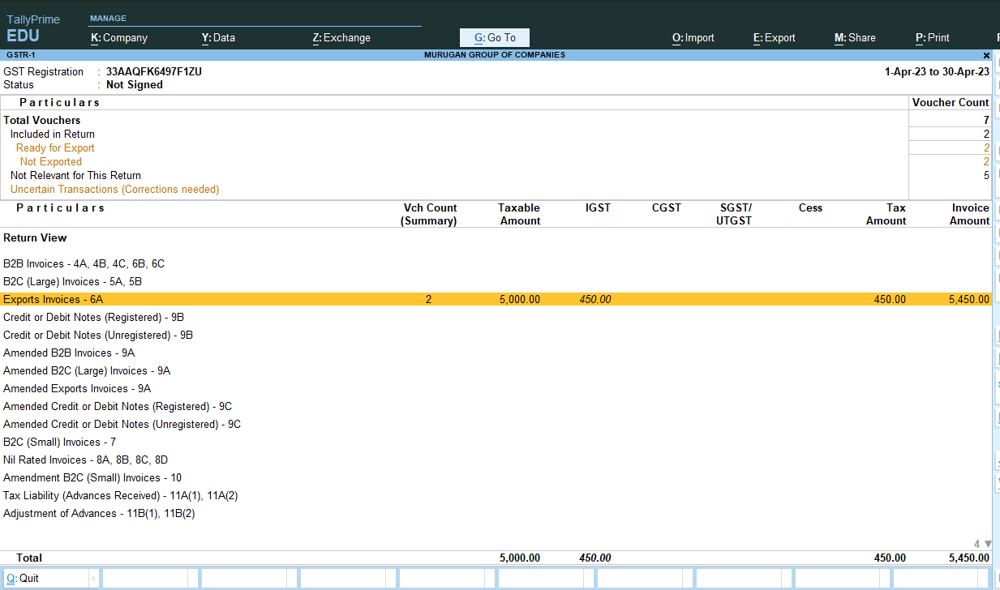 TallyPrime
EDU
MANAGE
K: Company Y: Data Z: Exchange G: Go To O: Import E: Export M: Share P: Print
GSTR-1 MURUGAN GROUP OF COMPANIES ×
GST Registration : 33AAQFK6497F1ZU 1-Apr-23 to 30-Apr-23
Status : Not Signed
Particulars Voucher Count
Total Vouchers 7
Included in Return 2
Ready for Export 2
Not Exported 2
Not Relevant for This Return 5
Uncertain Transactions (Corrections needed)
Particulars Vch Count Taxable IGST CGST SGST/ Cess Tax Invoice
(Summary) Amount UTGST Amount Amount
Return View
B2B Invoices - 4A, 4B, 4C, 6B, 6C
B2C (Large) Invoices - 5A, 5B
Exports Invoices - 6A 2 5,000.00 450.00 450.00 5,450.00
Credit or Debit Notes (Registered) - 9B
Credit or Debit Notes (Unregistered) - 9B
Amended B2B Invoices - 9A
Amended B2C (Large) Invoices - 9A
Amended Exports Invoices - 9A
Amended Credit or Debit Notes (Registered) - 9C
Amended Credit or Debit Notes (Unregistered) - 9C
B2C (Small) Invoices - 7
Nil Rated Invoices - 8A, 8B, 8C, 8D
Amendment B2C (Small) Invoices - 10
Tax Liability (Advances Received) - 11A(1), 11A(2)
Adjustment of Advances - 11B(1), 11B(2)
4 ▼
Total 5,000.00 450.00 450.00 5,450.00
Q: Quit